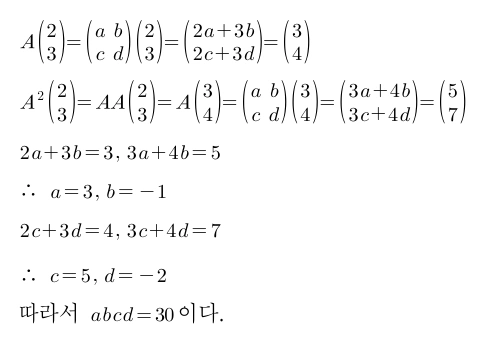 A(2 3)=(a b c d)(2 3)=(2a+3b 2c+3d)=(3 4)
A²(2 3)=AA(2 3)=A(3 4)=(a b c d)(3 4)=(3a+4b 3c+4d)=(5 7)
2a+3b=3, 3a+4b=5
∴ a=3, b=−1
2c+3d=4, 3c+4d=7
∴ c=5, d=−2
따라서 abcd=30이다.